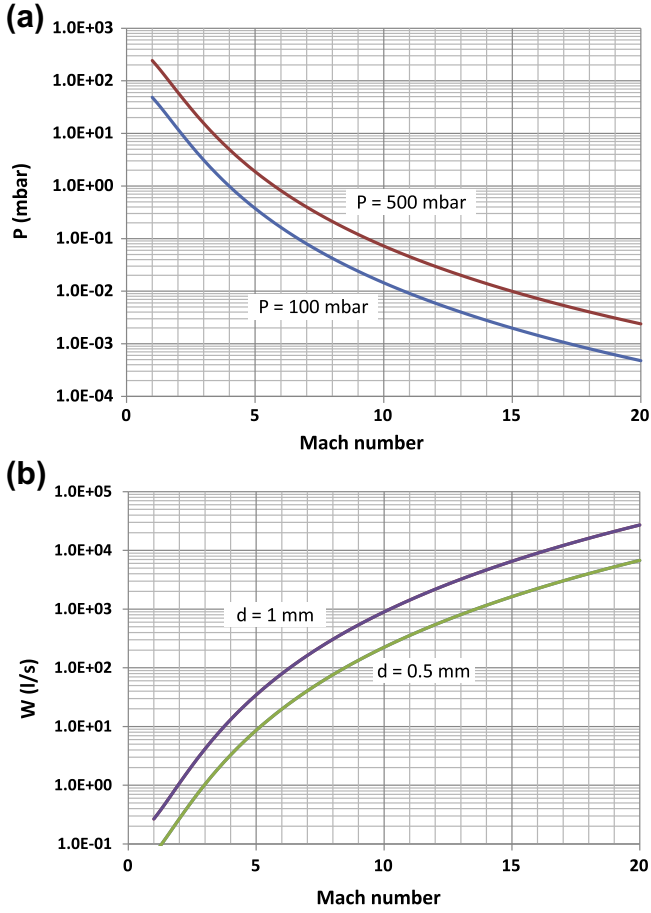 (a)
1.0E+03
1.0E+02
1.0E+01
1.0E+00
1.0E-01
1.0E-02
1.0E-03
1.0E-04
P (mbar)
P = 500 mbar
P = 100 mbar
0 5 10 15 20
Mach number
(b)
1.0E+05
1.0E+04
1.0E+03
1.0E+02
1.0E+01
1.0E+00
1.0E-01
W (l/s)
d = 1 mm
d = 0.5 mm
0 5 10 15 20
Mach number